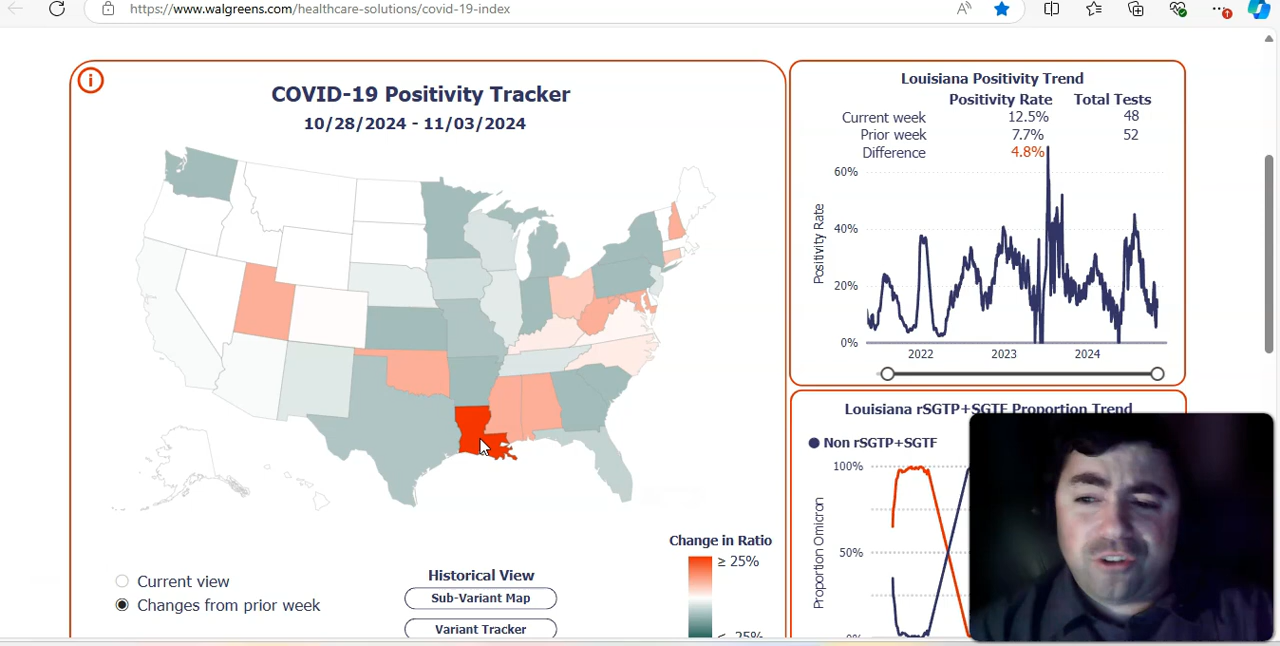 https://www.walgreens.com/healthcare-solutions/covid-19-index
COVID-19 Positivity Tracker
10/28/2024 - 11/03/2024
Current view
Changes from prior week
Historical View
Sub-Variant Map
Variant Tracker
Change in Ratio
≥ 25%
≤ -25%
Louisiana Positivity Trend
Positivity Rate Total Tests
Current week 12.5% 48
Prior week 7.7% 52
Difference 4.8%
Positivity Rate
60%
40%
20%
0%
2022 2023 2024
Louisiana rSGTP+SGTF Proportion Trend
Non rSGTP+SGTF
Proportion Omicron
100%
50%
0%